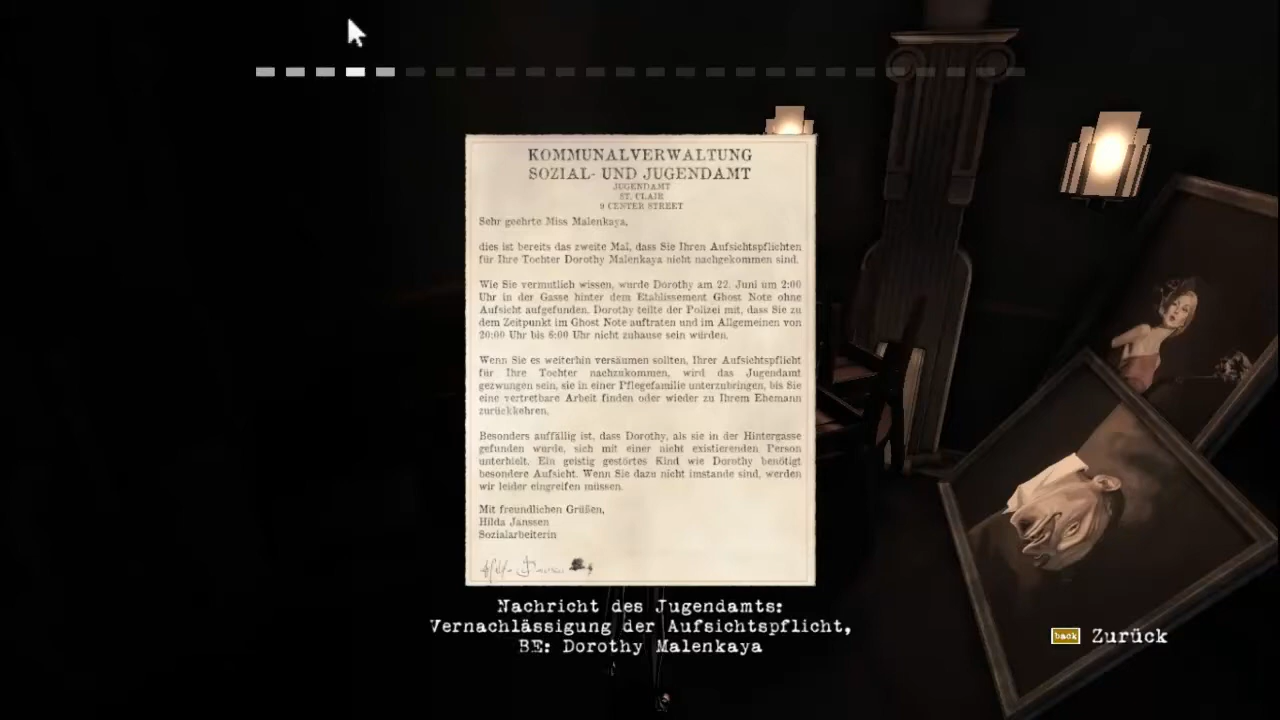 KOMMUNALVERWALTUNG
SOZIAL- UND JUGENDAMT
JUGENDAMT
ST. CLAIR
9 CENTER STREET
Sehr geehrte Miss Malenkaya,
dies ist bereits das zweite Mal, dass Sie Ihren Aufsichtspflichten
für Ihre Tochter Dorothy Malenkaya nicht nachgekommen sind.
Wie Sie vermutlich wissen, wurde Dorothy am 22. Juni um 2:00
Uhr in der Gasse hinter dem Etablissement Ghost Note ohne
Aufsicht aufgefunden. Dorothy teilte der Polizei mit, dass Sie zu
dem Zeitpunkt im Ghost Note auftraten und im Allgemeinen von
20:00 Uhr bis 6:00 Uhr nicht zuhause sein würden.
Wenn Sie es weiterhin versäumen sollten, Ihrer Aufsichtspflicht
für Ihre Tochter nachzukommen, wird das Jugendamt
gezwungen sein, sie in einer Pflegefamilie unterzubringen, bis Sie
eine vertretbare Arbeit finden oder wieder zu Ihrem Ehemann
zurückkehren.
Besonders auffällig ist, dass Dorothy, als sie in der Hintergasse
gefunden wurde, sich mit einer nicht existierenden Person
unterhielt. Ein geistig gestörtes Kind wie Dorothy benötigt
besondere Aufsicht. Wenn Sie dazu nicht imstande sind, werden
wir leider eingreifen müssen.
Mit freundlichen Grüßen,
Hilda Janssen
Sozialarbeiterin
Nachricht des Jugendamts:
Vernachlässigung der Aufsichtspflicht,
BE: Dorothy Malenkaya
back Zurück